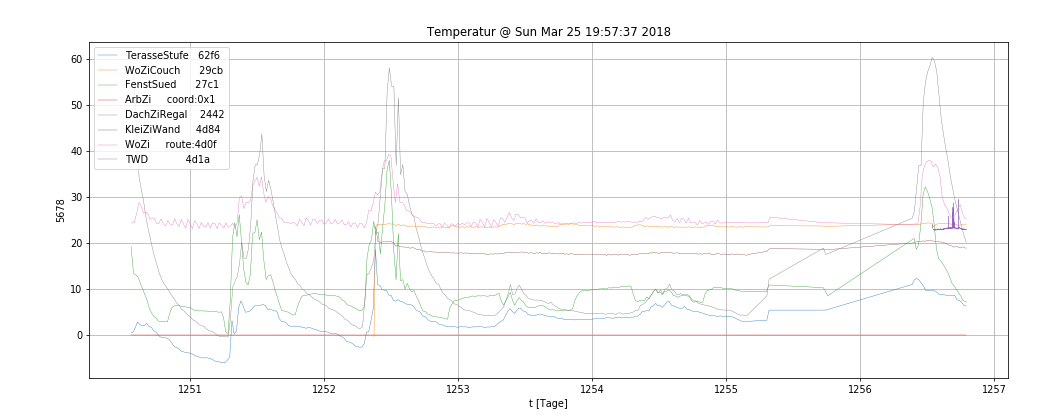 Temperatur @ Sun Mar 25 19:57:37 2018
TerasseStufe 62f6
WoZiCouch 29cb
FenstSued 27c1
ArbZi coord:0x1
DachZiRegal 2442
KleiZiWand 4d84
WoZi route:4d0f
TWD 4d1a
60
50
40
30
20
10
0
5678
1251 1252 1253 1254 1255 1256 1257
t [Tage]